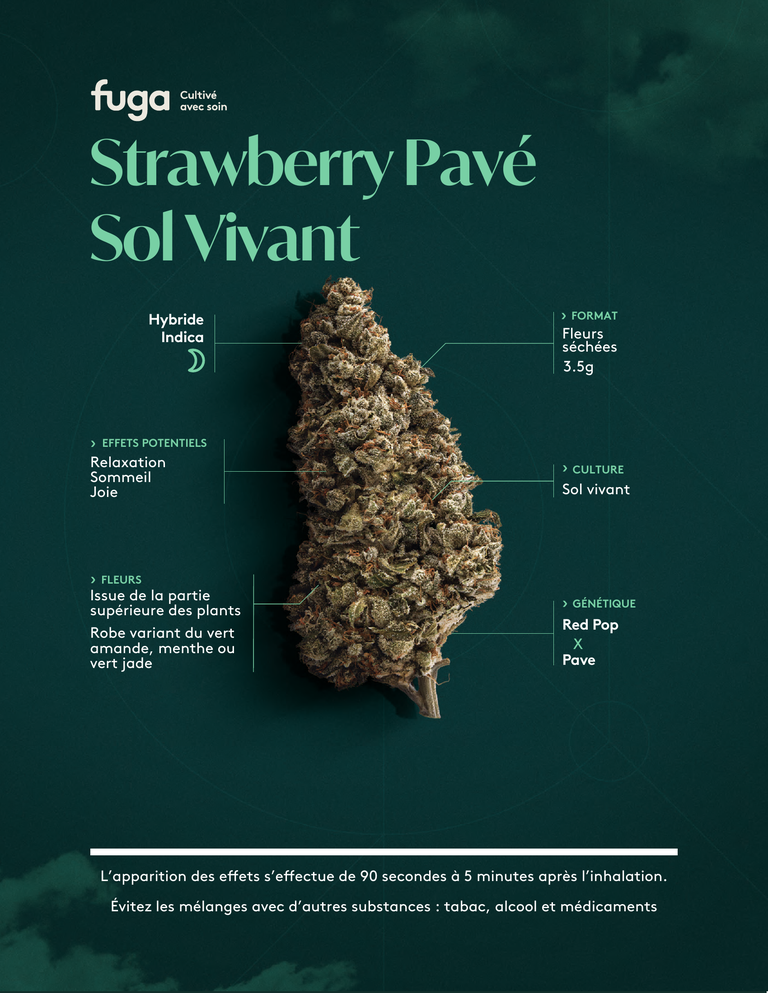 fuga
Cultivé
avec soin
Strawberry Pavé
Sol Vivant
Hybride
Indica
› EFFETS POTENTIELS
Relaxation
Sommeil
Joie
› FLEURS
Issue de la partie
supérieure des plants
Robe variant du vert
amande, menthe ou
vert jade
› FORMAT
Fleurs
séchées
3.5g
› CULTURE
Sol vivant
› GÉNÉTIQUE
Red Pop
X
Pave
L’apparition des effets s’effectue de 90 secondes à 5 minutes après l’inhalation.
Évitez les mélanges avec d’autres substances : tabac, alcool et médicaments